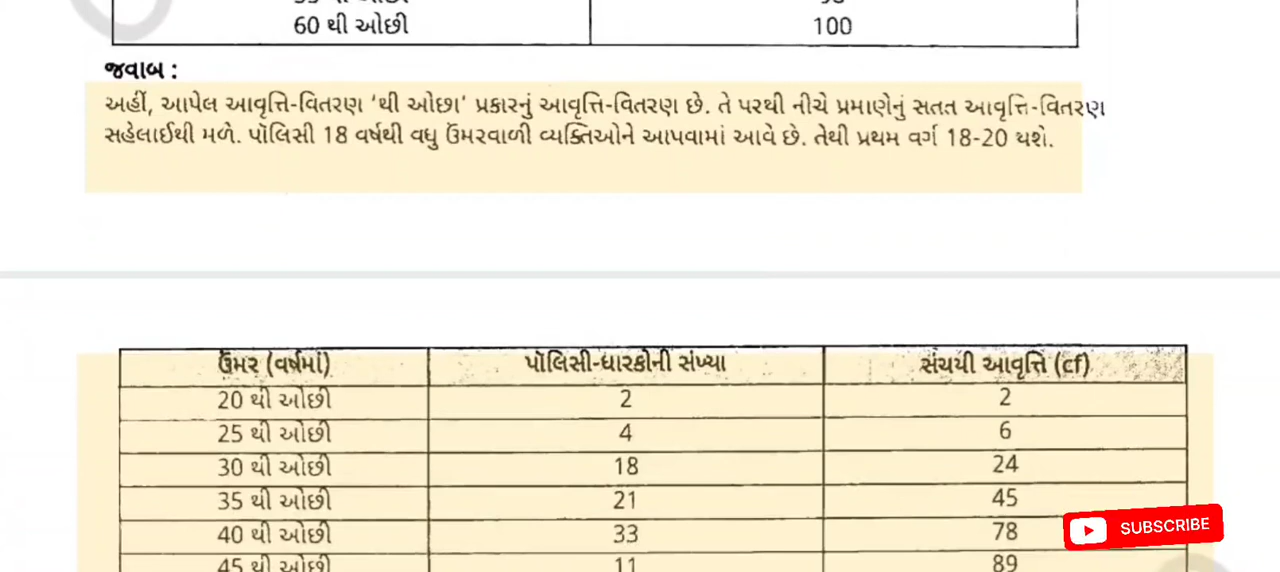 60 થી ઓછી 100
જવાબ :
અહીં, આપેલ આવૃત્તિ-વિતરણ ‘થી ઓછા’ પ્રકારનું આવૃત્તિ-વિતરણ છે. તે પરથી નીચે પ્રમાણેનું સતત આવૃત્તિ-વિતરણ
સહેલાઈથી મળે. પૉલિસી 18 વર્ષથી વધુ ઉંમરવાળી વ્યક્તિઓને આપવામાં આવે છે. તેથી પ્રથમ વર્ગ 18-20 થશે.
ઉંમર (વર્ષમાં) પૉલિસી-ધારકોની સંખ્યા સંચયી આવૃત્તિ (cf)
20 થી ઓછી 2 2
25 થી ઓછી 4 6
30 થી ઓછી 18 24
35 થી ઓછી 21 45
40 થી ઓછી 33 78
SUBSCRIBE
45 થી ઓછી 11 89